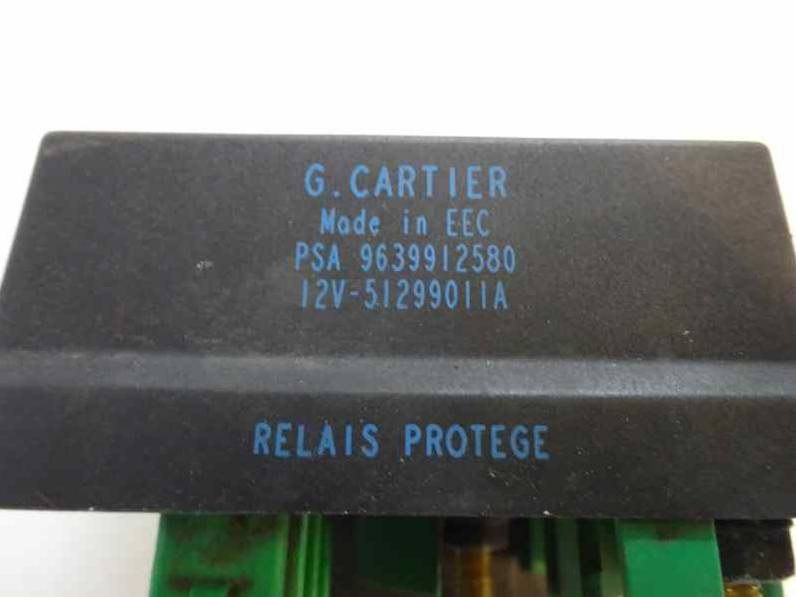 G. CARTIER
Made in EEC
PSA 9639912580
12V-51299011A
RELAIS PROTEGE